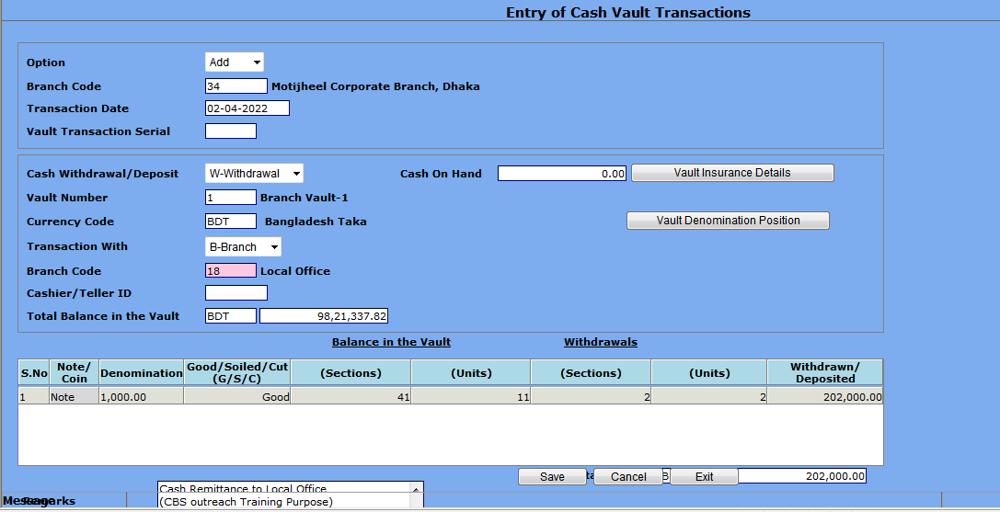 Entry of Cash Vault Transactions
Option Add
Branch Code 34 Motijheel Corporate Branch, Dhaka
Transaction Date 02-04-2022
Vault Transaction Serial
Cash Withdrawal/Deposit W-Withdrawal Cash On Hand 0.00 Vault Insurance Details
Vault Number 1 Branch Vault-1
Currency Code BDT Bangladesh Taka Vault Denomination Position
Transaction With B-Branch
Branch Code 18 Local Office
Cashier/Teller ID
Total Balance in the Vault BDT 98,21,337.82
Balance in the Vault Withdrawals
S.No Note/ Coin Denomination Good/Soiled/Cut (G/S/C) (Sections) (Units) (Sections) (Units) Withdrawn/ Deposited
1 Note 1,000.00 Good 41 11 2 2 202,000.00
Save Cancel B Exit 202,000.00
Cash Remittance to Local Office
Message Remarks (CBS outreach Training Purpose)